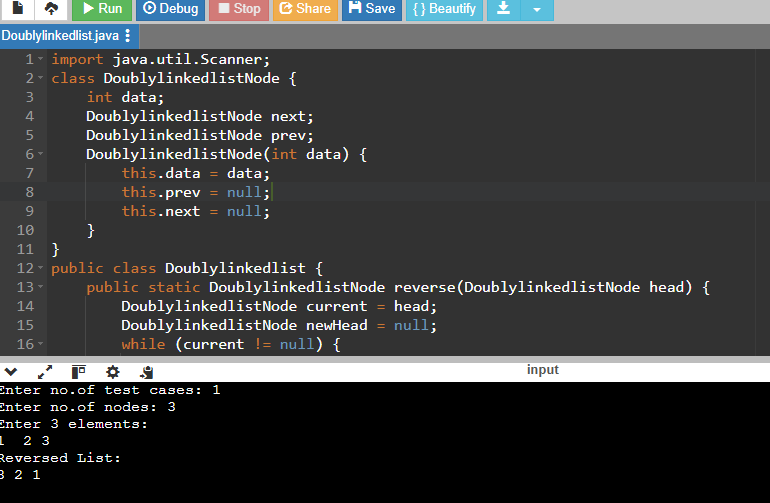 Run Debug Stop Share Save { } Beautify
Doublylinkedlist.java
1 import java.util.Scanner;
2 class DoublylinkedlistNode {
3 int data;
4 DoublylinkedlistNode next;
5 DoublylinkedlistNode prev;
6 DoublylinkedlistNode(int data) {
7 this.data = data;
8 this.prev = null;
9 this.next = null;
10 }
11 }
12 public class Doublylinkedlist {
13 public static DoublylinkedlistNode reverse(DoublylinkedlistNode head) {
14 DoublylinkedlistNode current = head;
15 DoublylinkedlistNode newHead = null;
16 while (current != null) {
input
Enter no.of test cases: 1
Enter no.of nodes: 3
Enter 3 elements:
1  2 3
Reversed List:
3 2 1